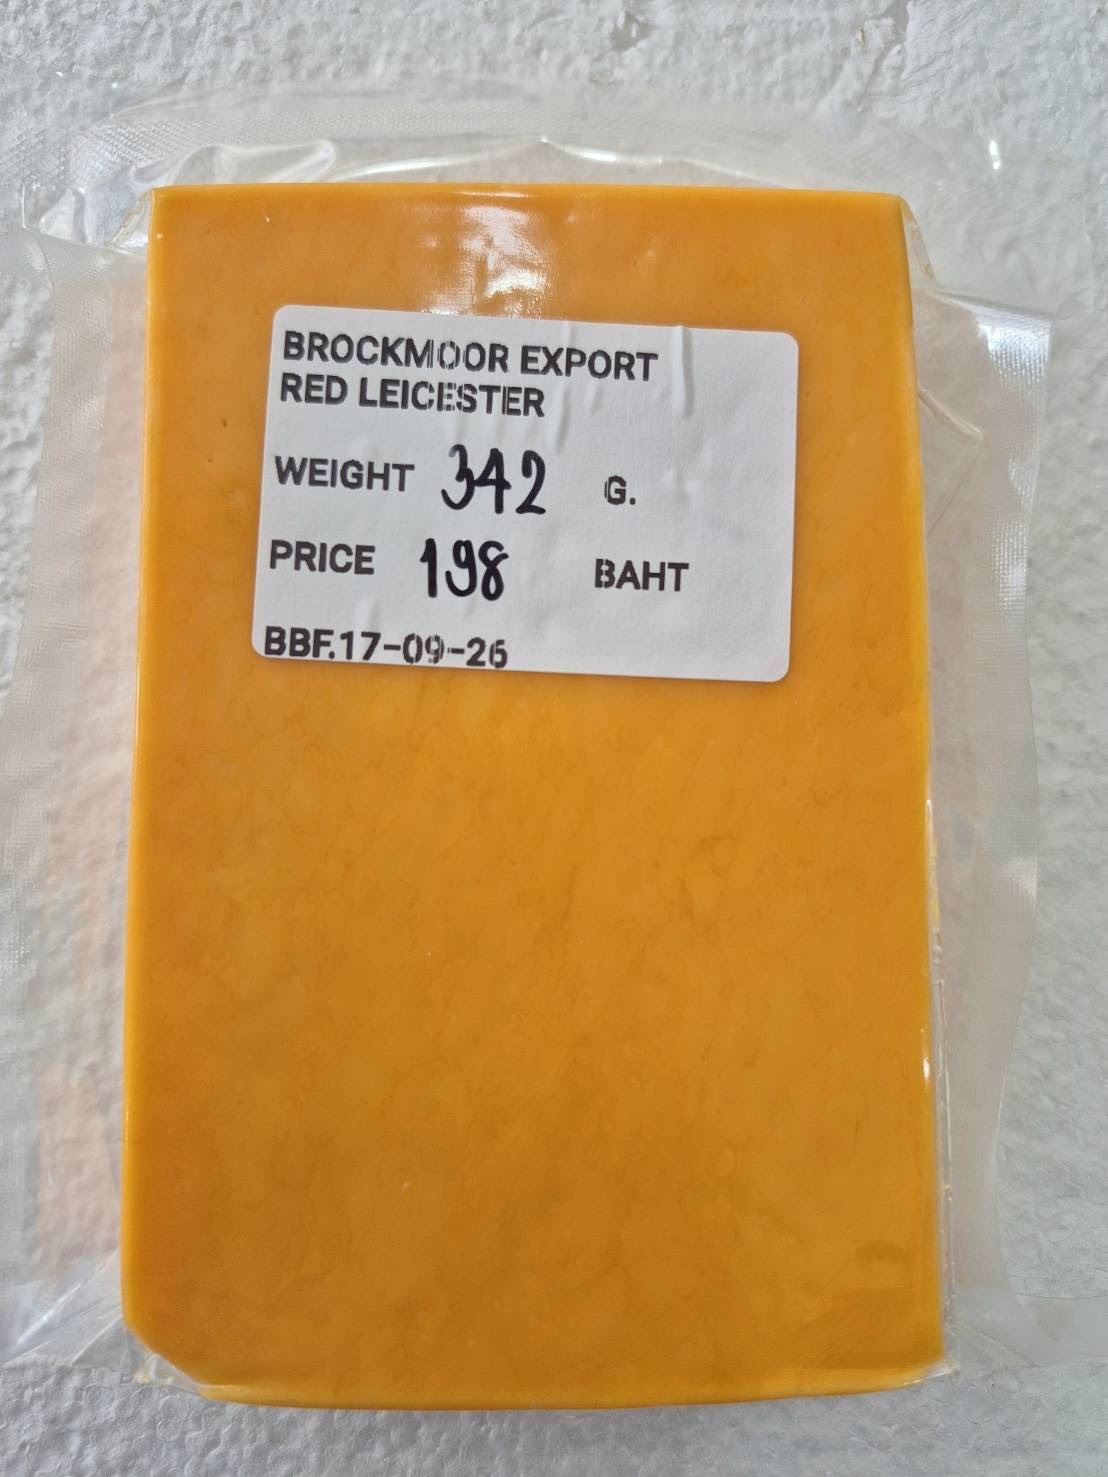 BROCKMOOR EXPORT
RED LEICESTER
WEIGHT 342 G.
PRICE 198 BAHT
BBF.17-09-26